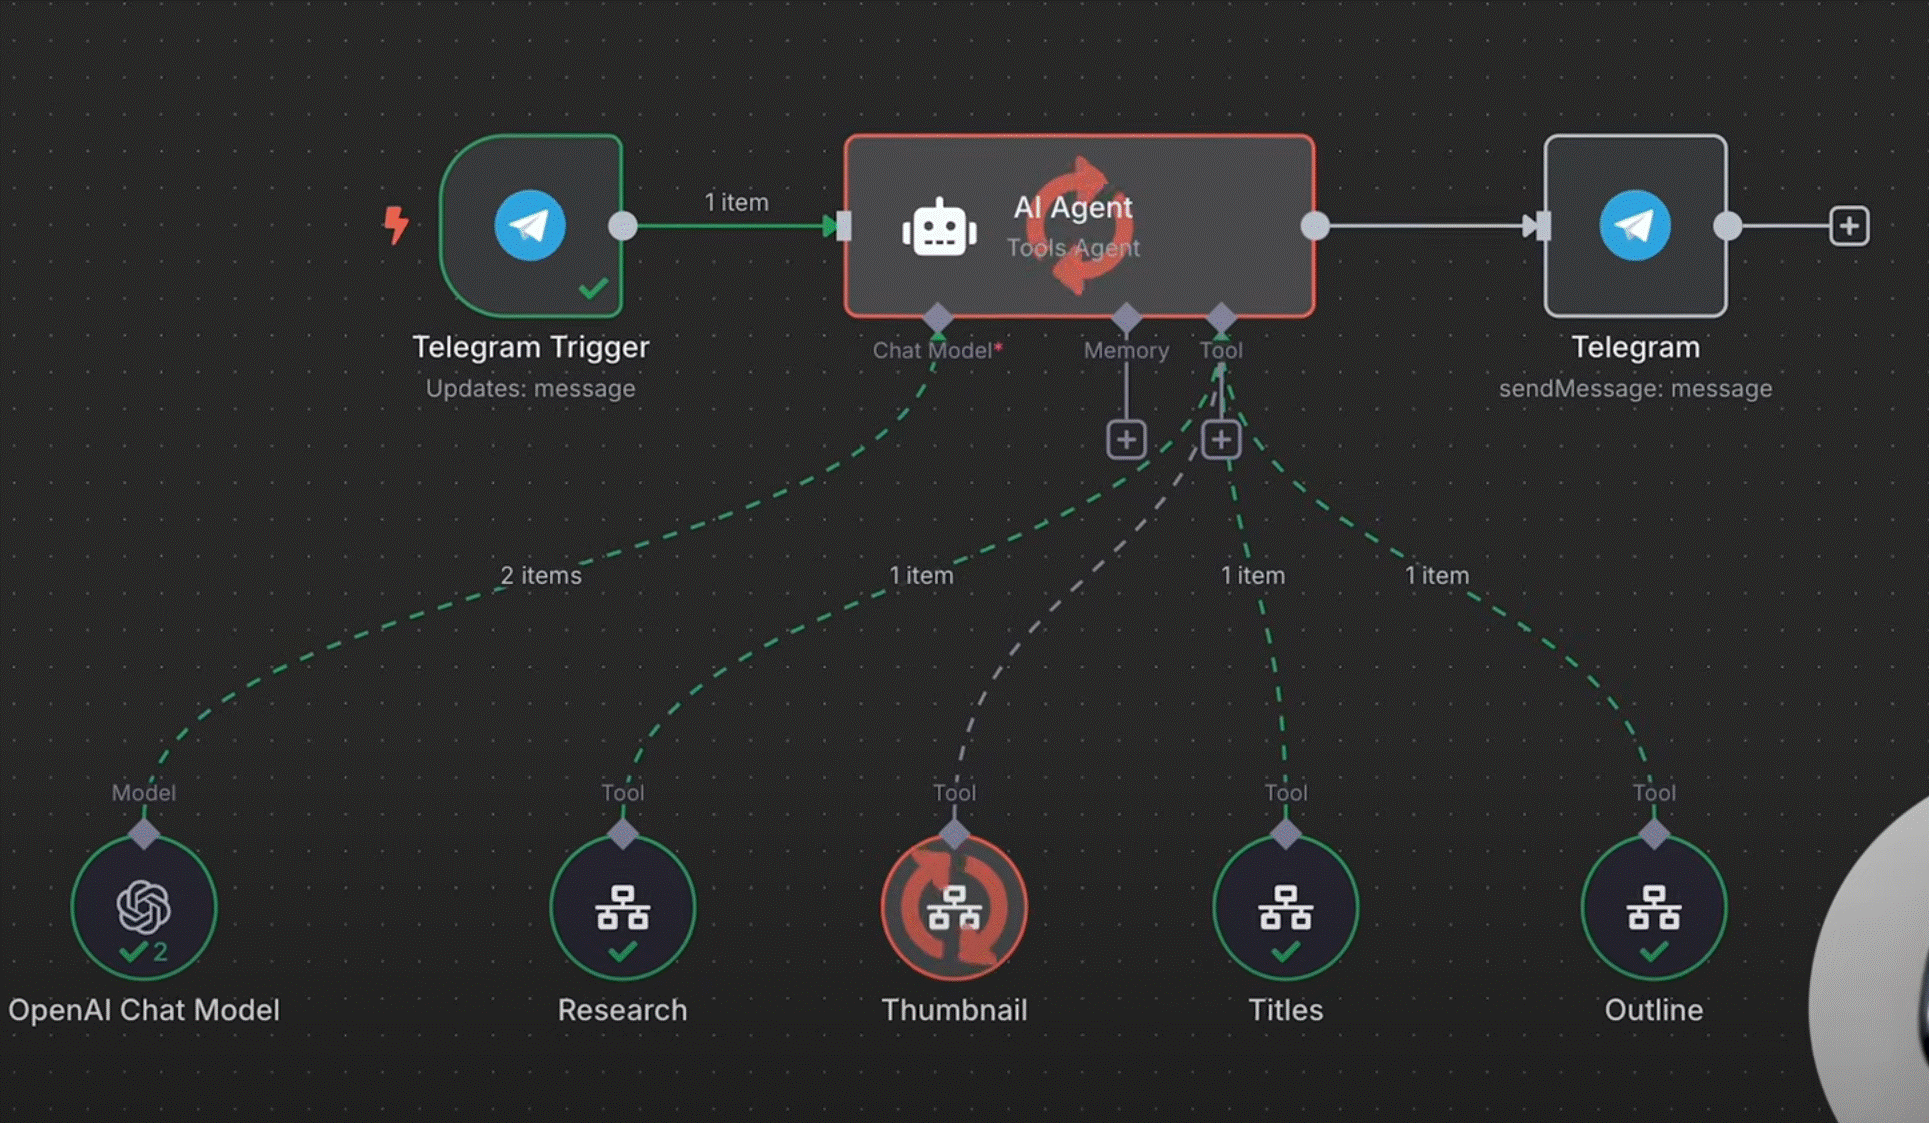 1 item
AI Agent
Tools Agent
Telegram Trigger
Updates: message
Chat Model*
Memory
Tool
Telegram
sendMessage: message
2 items
1 item
1 item
1 item
Model
Tool
Tool
Tool
Tool
2
OpenAI Chat Model
Research
Thumbnail
Titles
Outline